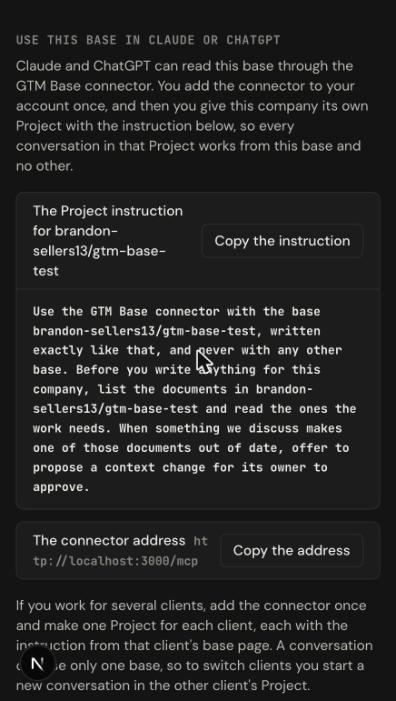 USE THIS BASE IN CLAUDE OR CHATGPT
Claude and ChatGPT can read this base through the
GTM Base connector. You add the connector to your
account once, and then you give this company its own
Project with the instruction below, so every
conversation in that Project works from this base and
no other.
The Project instruction
for brandon-
sellers13/gtm-base-
test
Copy the instruction
Use the GTM Base connector with the base
brandon-sellers13/gtm-base-test, written
exactly like that, and never with any other
base. Before you write anything for this
company, list the documents in brandon-
sellers13/gtm-base-test and read the ones the
work needs. When something we discuss makes
one of those documents out of date, offer to
propose a context change for its owner to
approve.
The connector address ht
tp://localhost:3000/mcp
Copy the address
If you work for several clients, add the connector once
and make one Project for each client, each with the
instruction from that client's base page. A conversation
only one base, so to switch clients you start a
new conversation in the other client's Project.
N